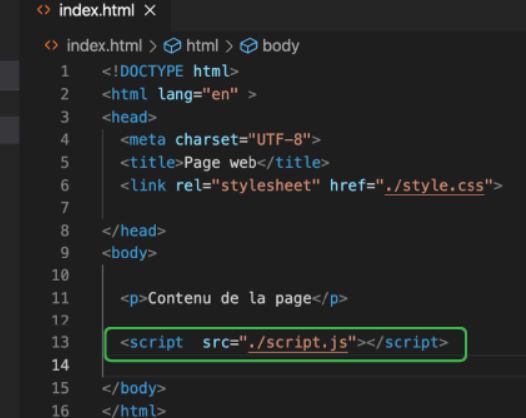 <> index.html ×
<> index.html > html > body
1 <!DOCTYPE html>
2 <html lang="en" >
3 <head>
4 <meta charset="UTF-8">
5 <title>Page web</title>
6 <link rel="stylesheet" href="./style.css">
7
8 </head>
9 <body>
10
11 <p>Contenu de la page</p>
12
13 <script  src="./script.js"></script>
14
15 </body>
16 </html>